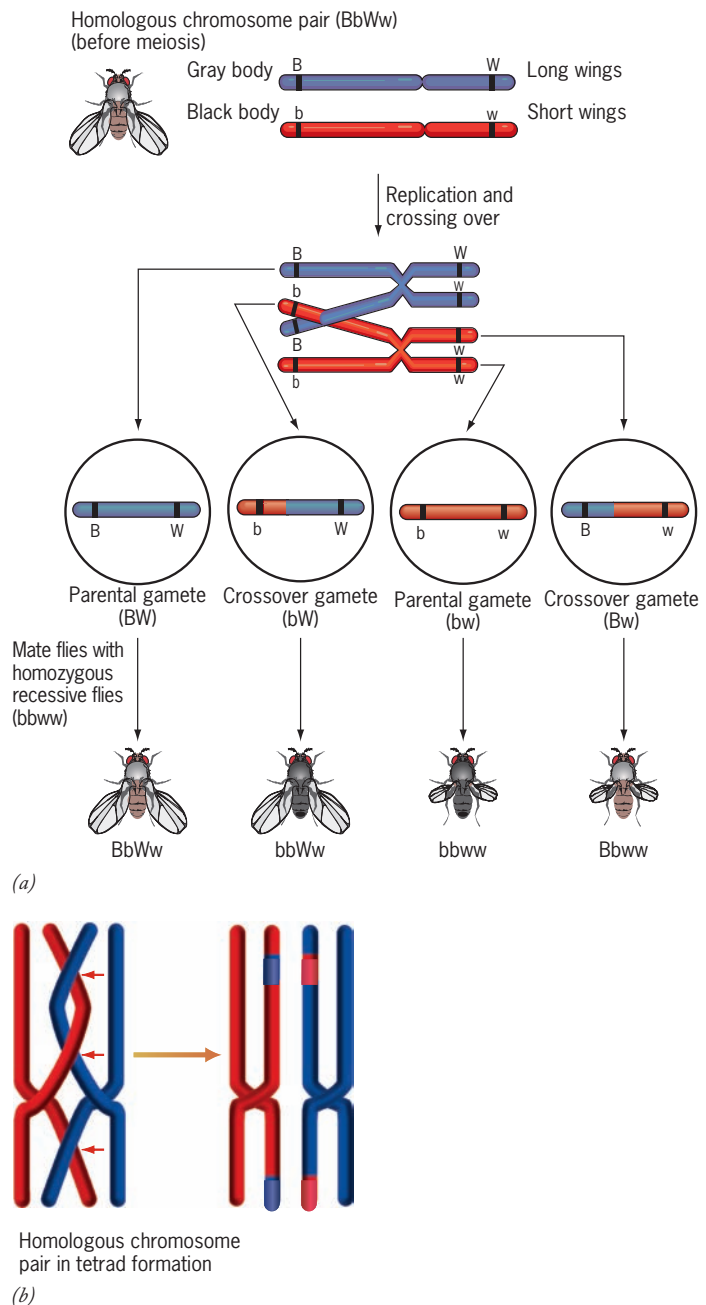 Homologous chromosome pair (BbWw)
(before meiosis)
B W
Gray body Long wings
Black body Short wings
b w
Replication and
crossing over
B W
b w
B w
b w
B W
b W
b w
B w
Parental gamete
(BW)
Crossover gamete
(bW)
Parental gamete
(bw)
Crossover gamete
(Bw)
Mate flies with
homozygous
recessive flies
(bbww)
BbWw
bbWw
bbww
Bbww
(a)
Homologous chromosome
pair in tetrad formation
(b)